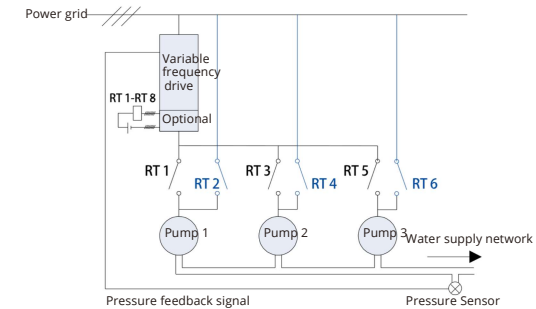 Power grid
Variable
frequency
drive
RT 1-RT 8
Optional
RT 1
RT 2
RT 3
RT 4
RT 5
RT 6
Pump 1
Pump 2
Pump 3
Water supply network
Pressure feedback signal
Pressure Sensor